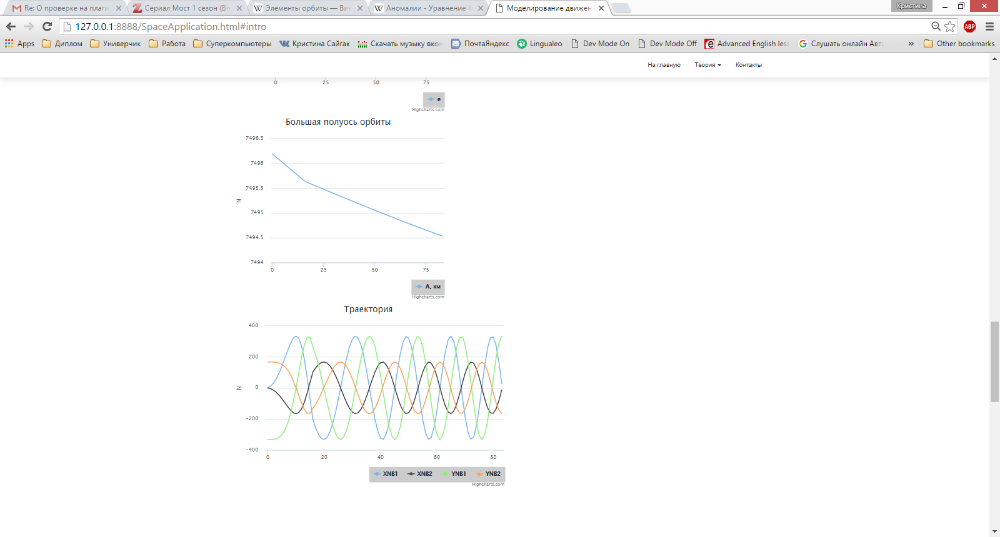 Re: О проверке на плаги
Сериал Мост 1 сезон (Bro
Элементы орбиты — Вик
Аномалии - Уравнение К
Моделирование движен
Кристина
127.0.0.1:8888/SpaceApplication.html#intro
ABP
Apps Диплом Универчик Работа Суперкомпьютеры Кристина Сайгак Скачать музыку вкон ПочтаЯндекс Lingualeo Dev Mode On Dev Mode Off Advanced English less Слушать онлайн Авто » Other bookmarks
На главную Теория Контакты
0 25 50 75
e
Highcharts.com
Большая полуось орбиты
7496.5
7496
7495.5
N
7495
7494.5
7494
0 25 50 75
A, км
Highcharts.com
Траектория
400
200
N
0
-200
-400
0 20 40 60 80
XNB1 XNB2 YNB1 YNB2
Highcharts.com